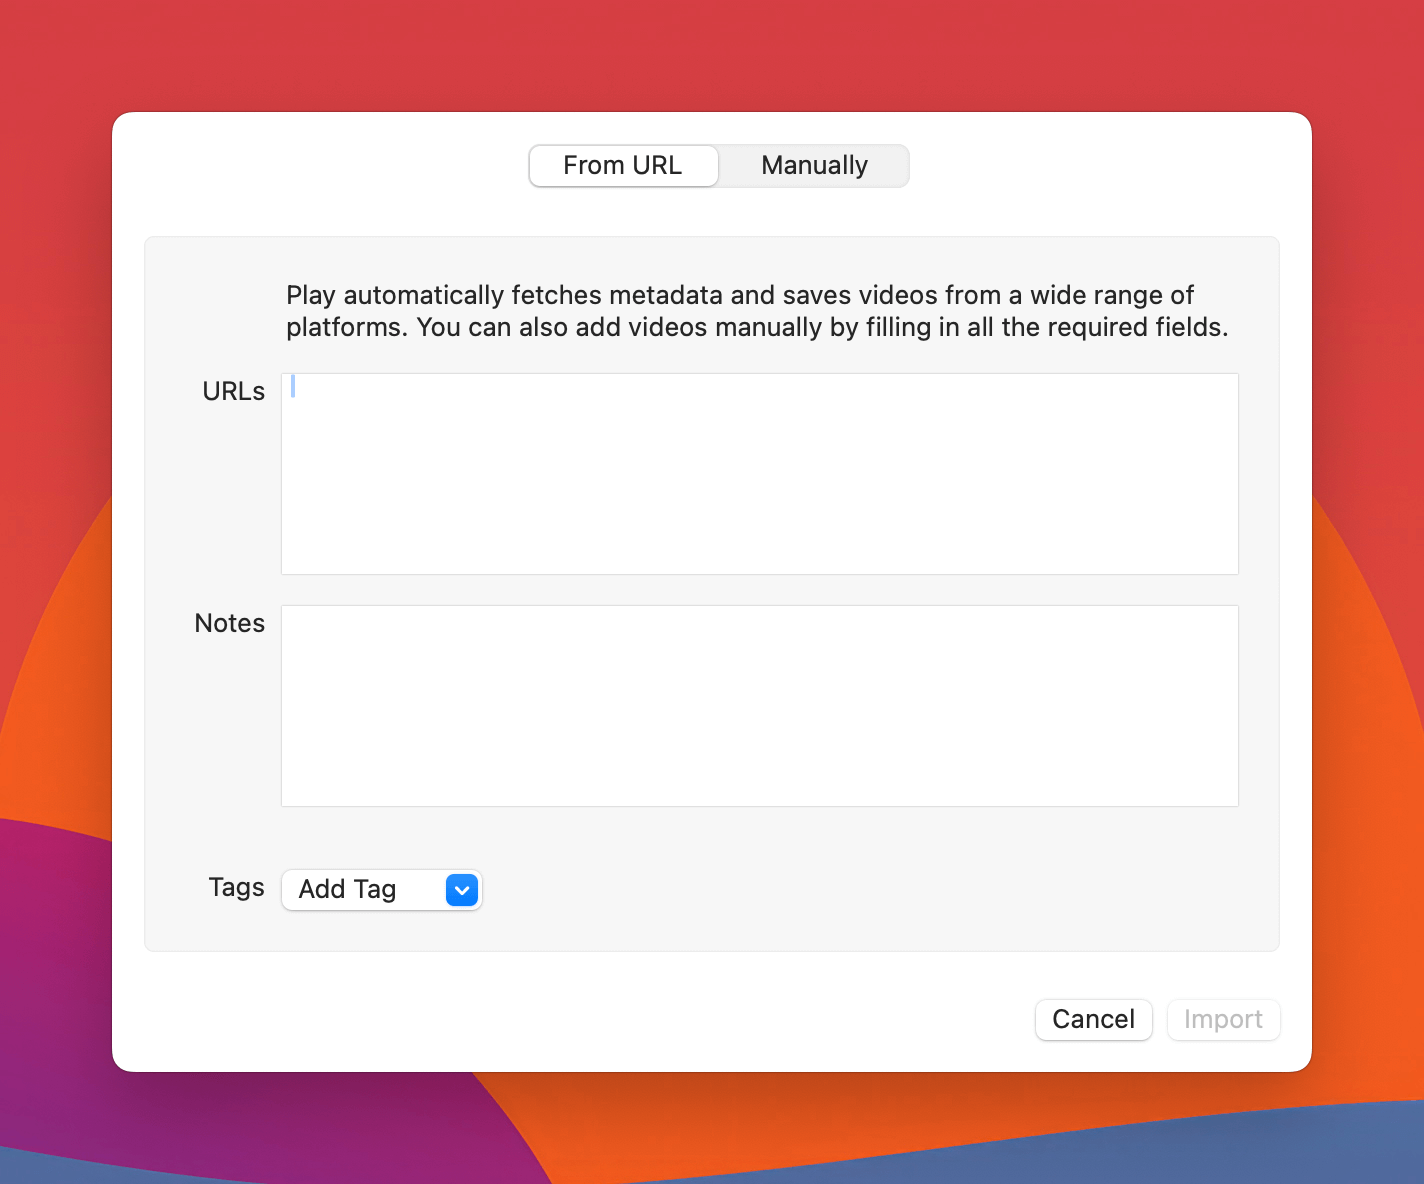 From URL
Manually
Play automatically fetches metadata and saves videos from a wide range of
platforms. You can also add videos manually by filling in all the required fields.
URLs
Notes
Tags
Add Tag
Cancel
Import